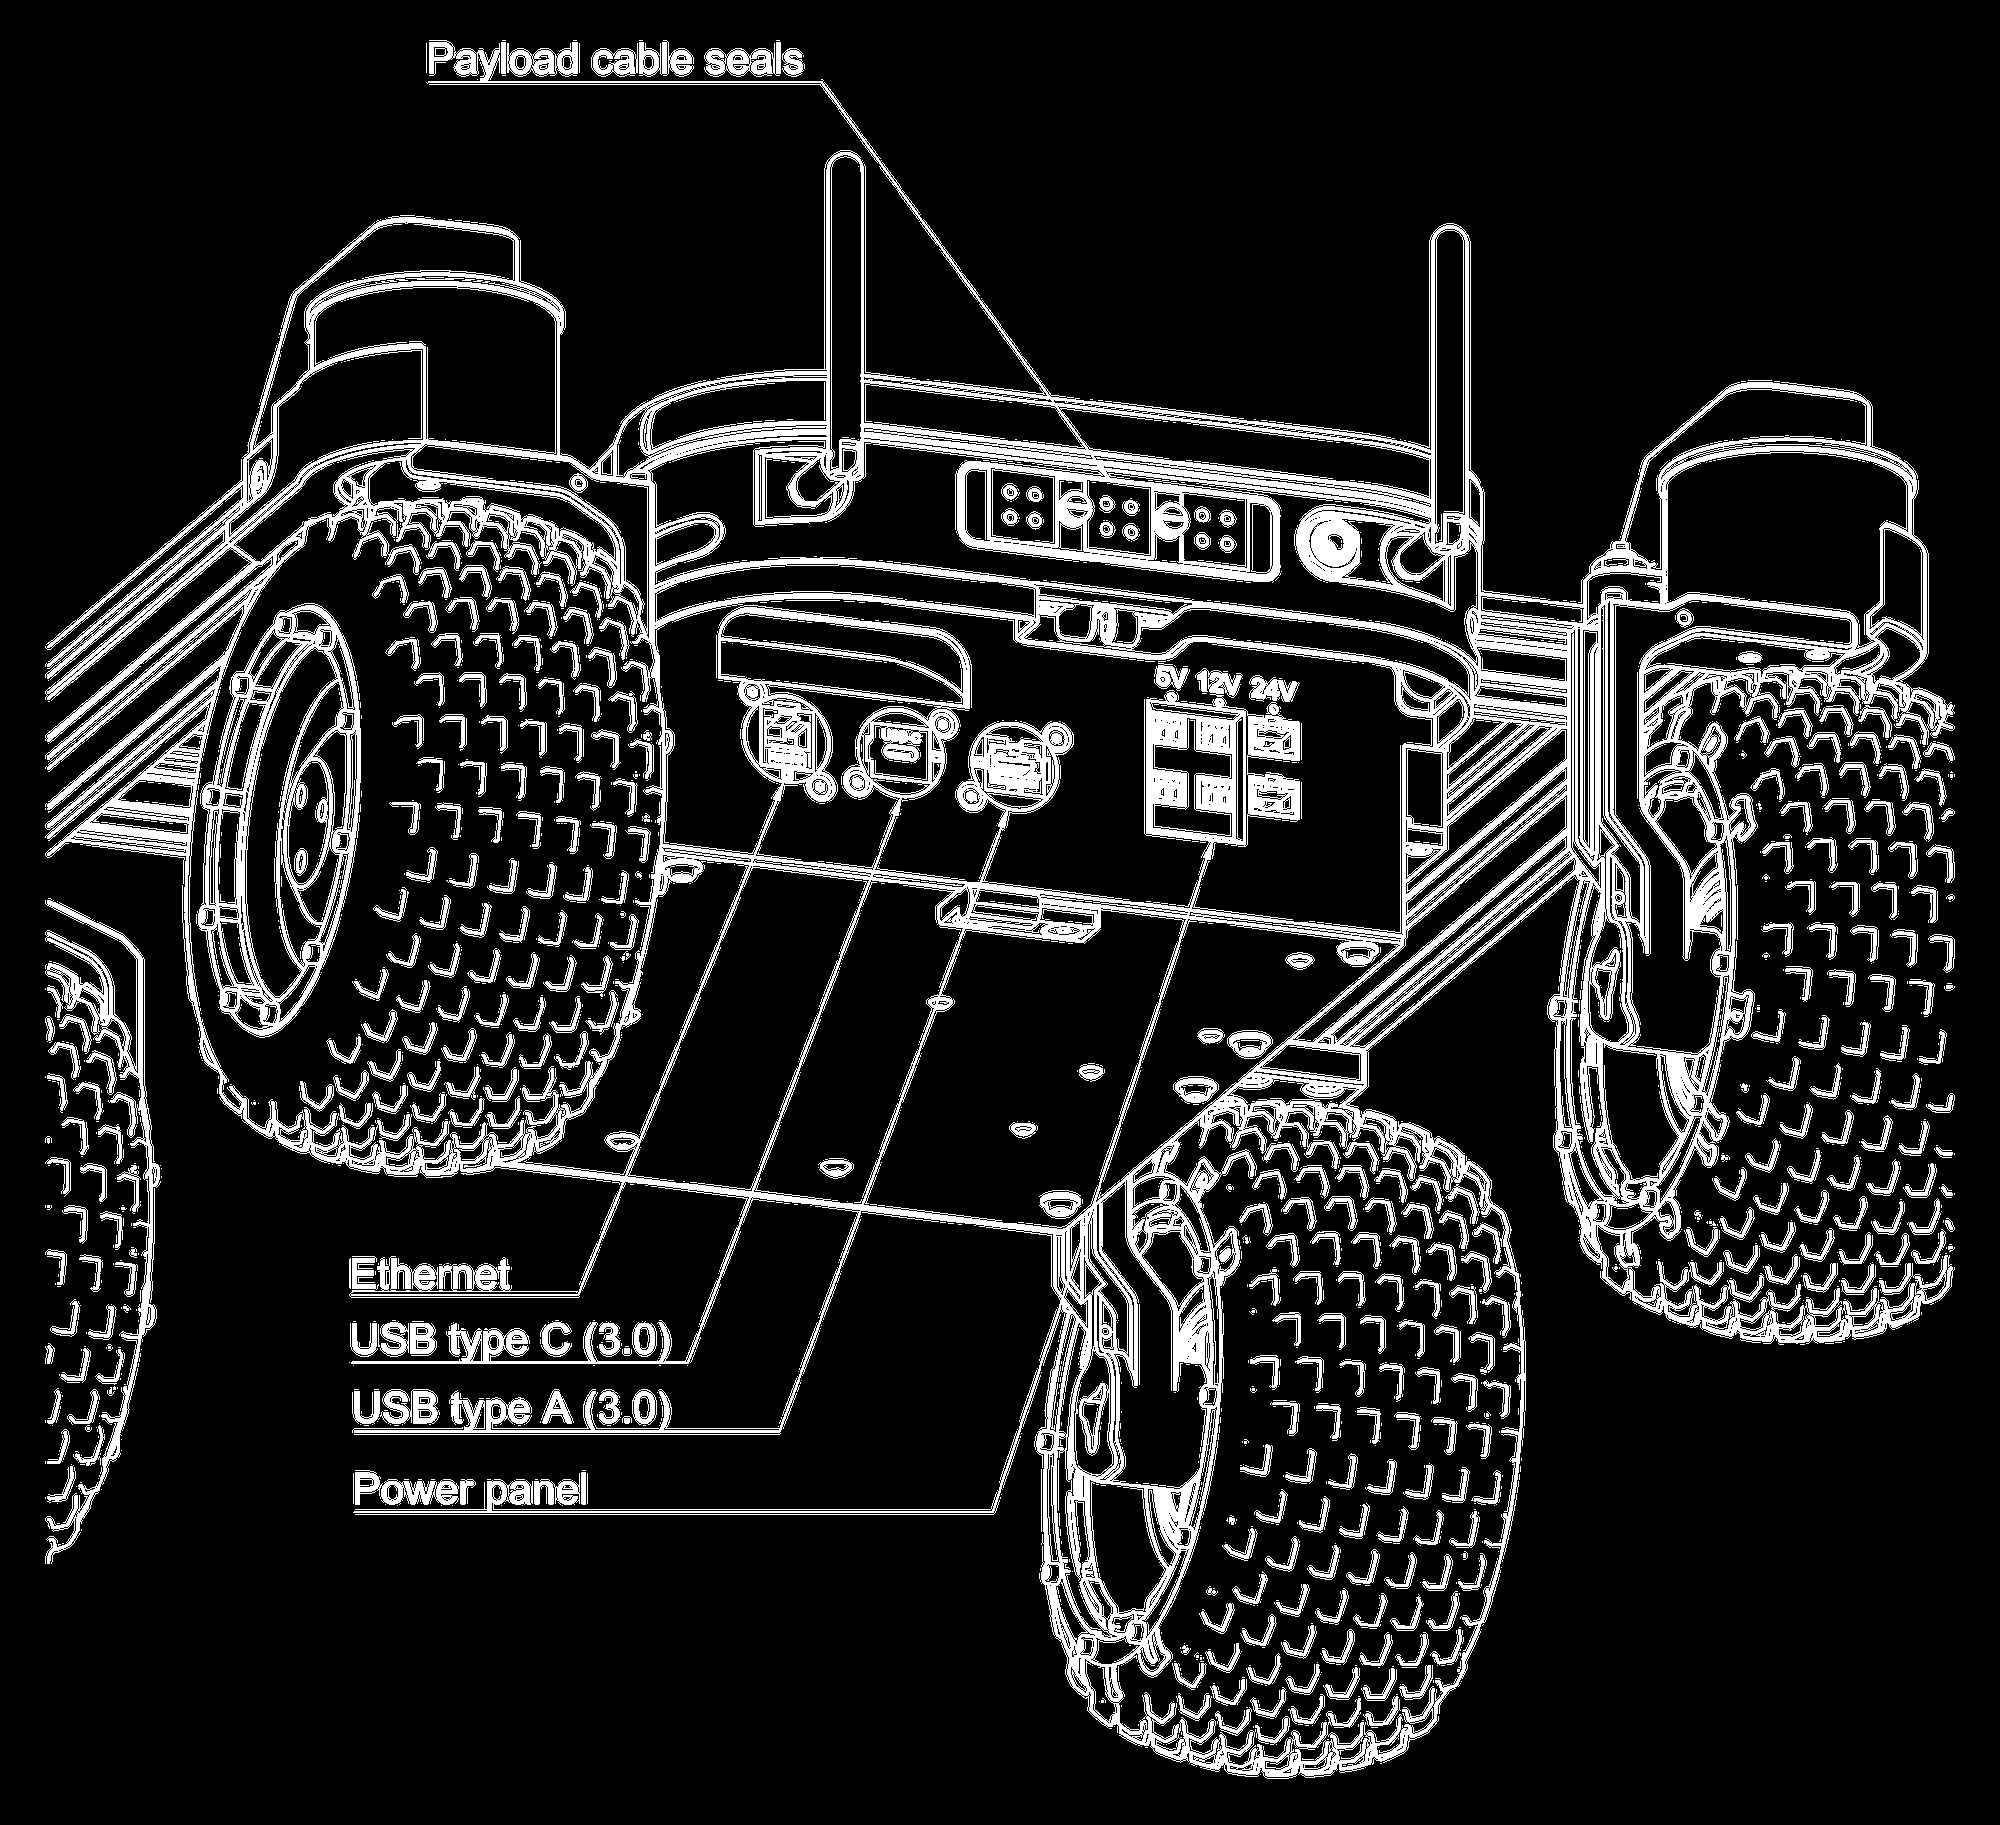 Payload cable seals
5V 12V 24V
Ethernet
USB type C (3.0)
USB type A (3.0)
Power panel